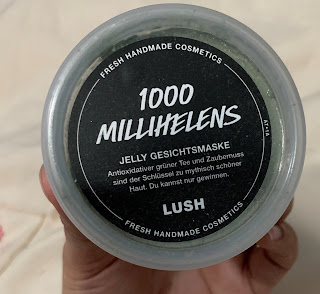 FRESH HANDMADE COSMETICS
1000
MILLIHELENS
JELLY GESICHTSMASKE
Antioxidativer grüner Tee und Zaubernuss
sind der Schlüssel zu mythisch schöner
Haut. Du kannst nur gewinnen.
LUSH
FRESH HANDMADE COSMETICS